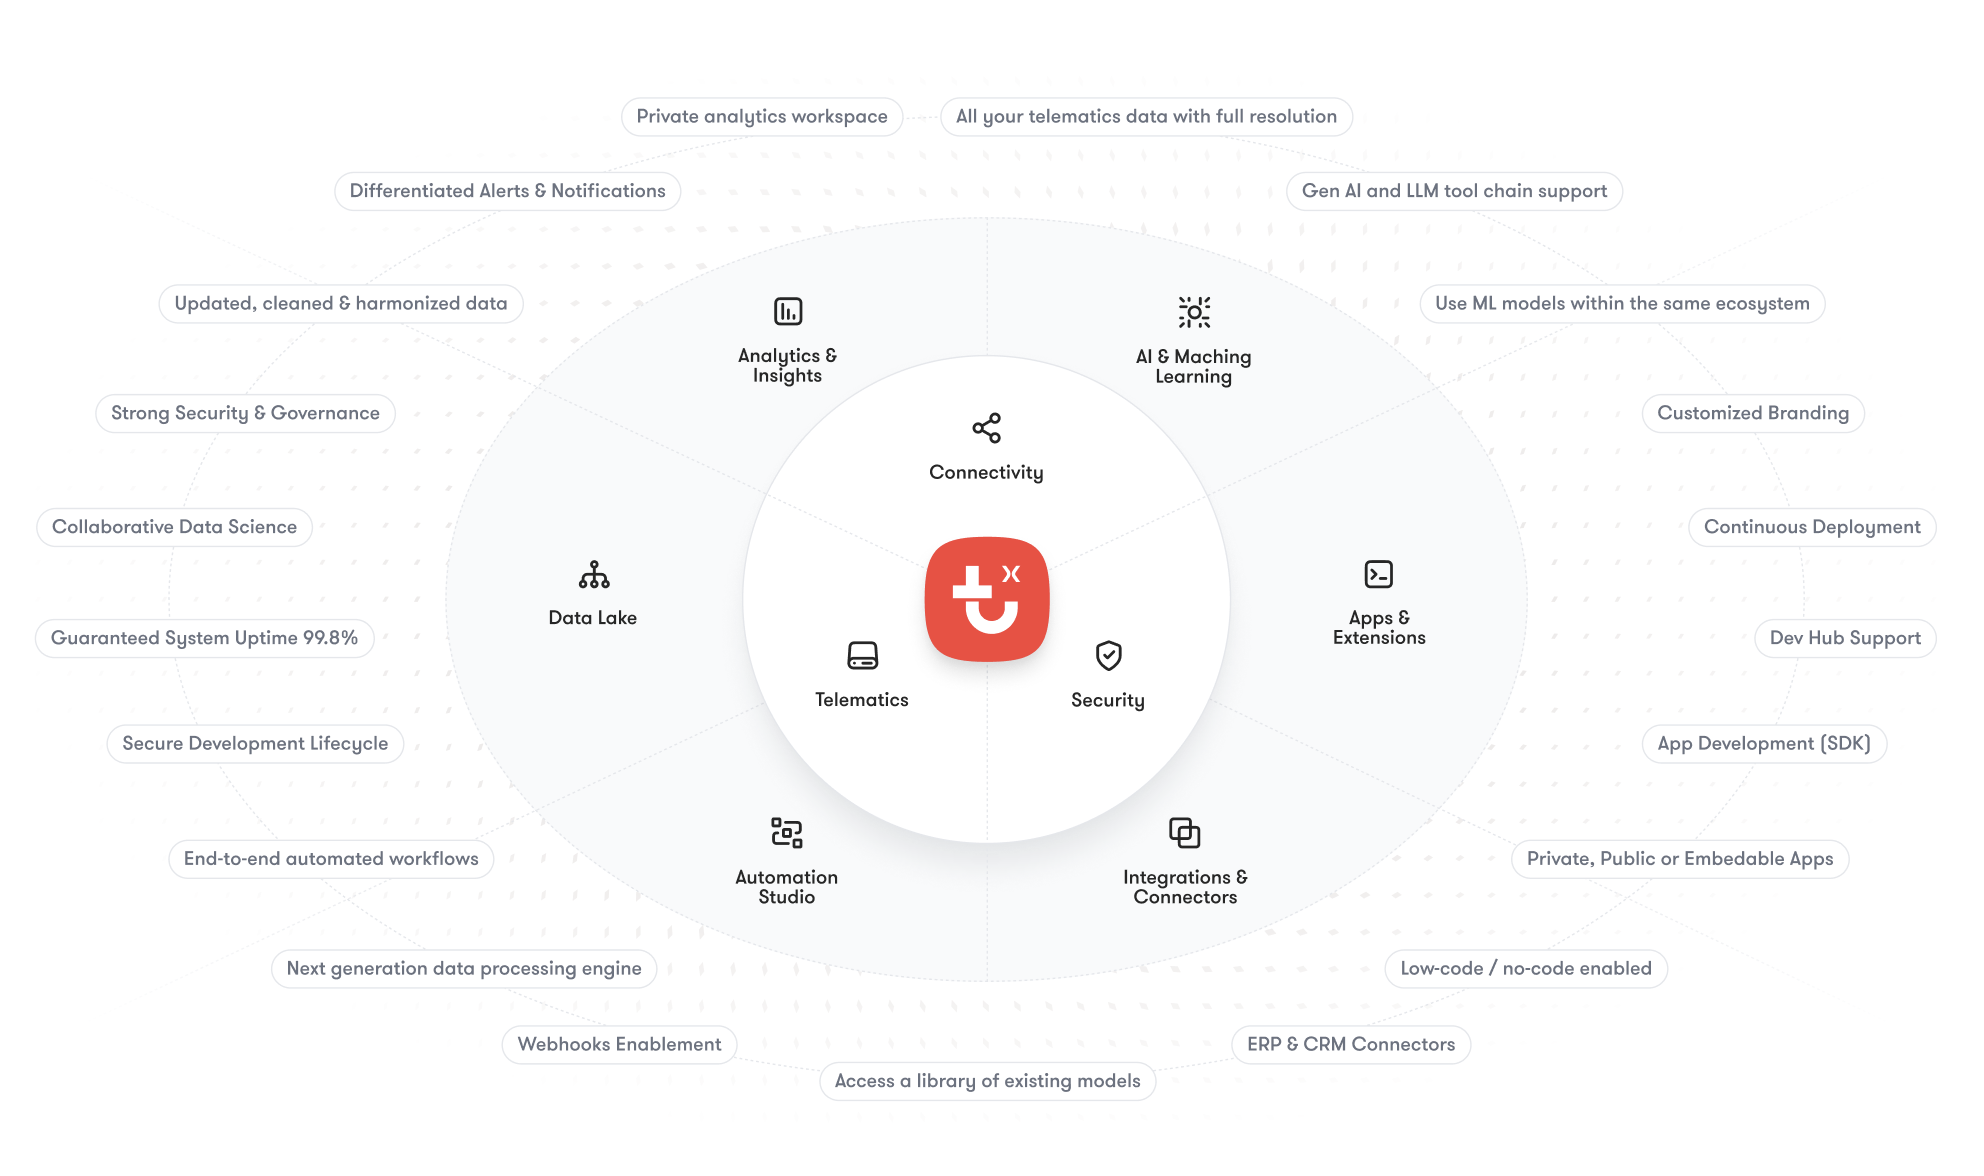 Private analytics workspace
All your telematics data with full resolution
Differentiated Alerts & Notifications
Gen AI and LLM tool chain support
Updated, cleaned & harmonized data
Use ML models within the same ecosystem
Analytics &
Insights
AI & Maching
Learning
Strong Security & Governance
Customized Branding
Connectivity
Collaborative Data Science
Continuous Deployment
Data Lake
Apps &
Extensions
Guaranteed System Uptime 99.8%
Dev Hub Support
Telematics
Security
Secure Development Lifecycle
App Development (SDK)
End-to-end automated workflows
Private, Public or Embedable Apps
Automation
Studio
Integrations &
Connectors
Next generation data processing engine
Low-code / no-code enabled
Webhooks Enablement
ERP & CRM Connectors
Access a library of existing models